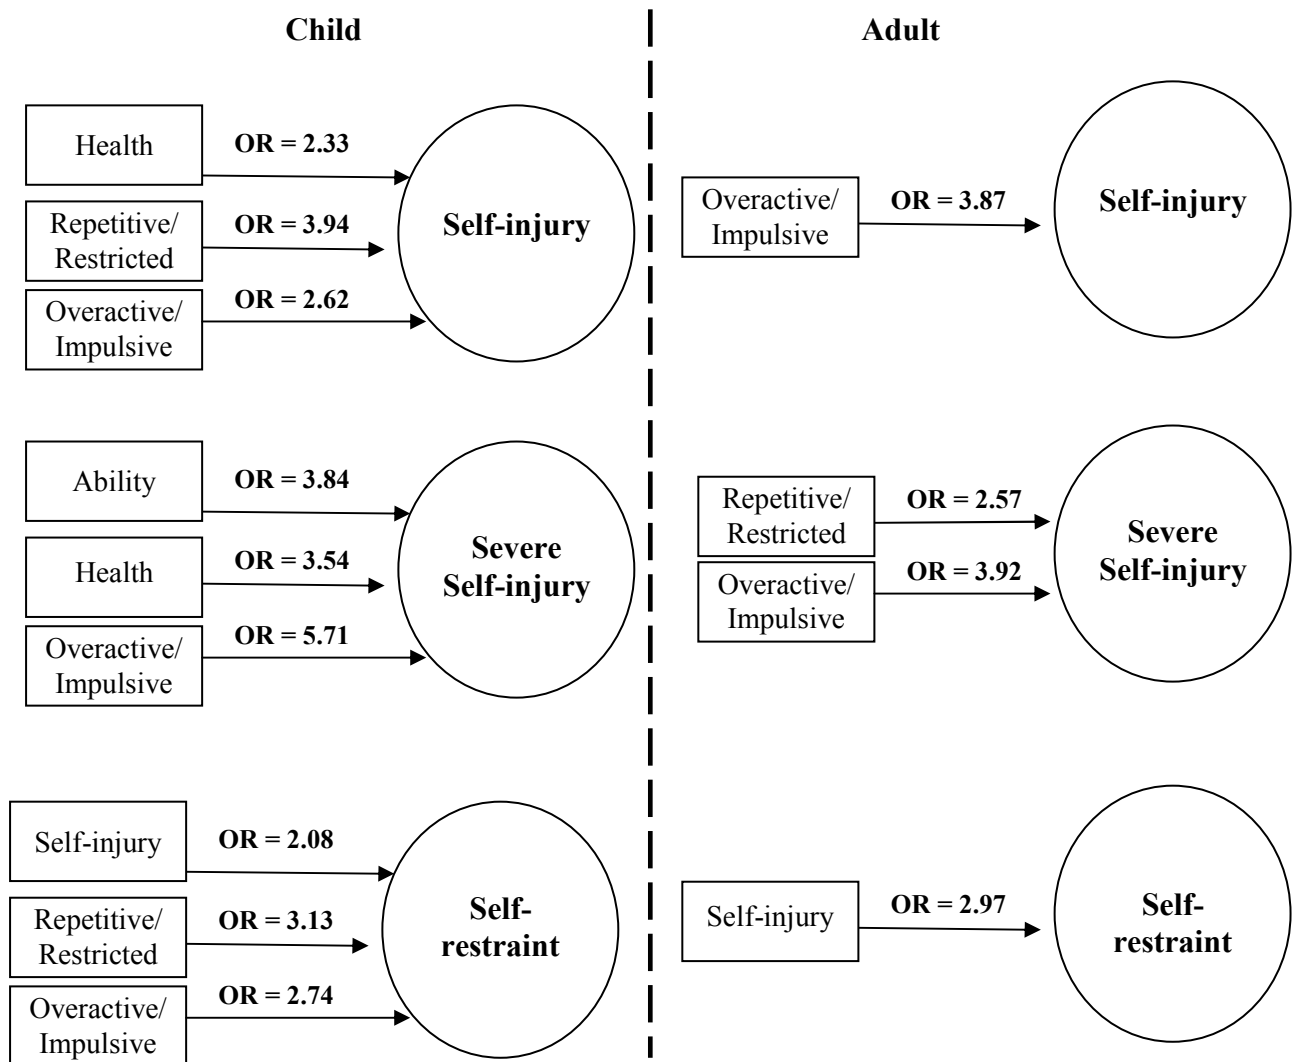 Child
Health
OR = 2.33
Repetitive/
Restricted
OR = 3.94
Overactive/
Impulsive
OR = 2.62
Self-injury
Ability
OR = 3.84
Health
OR = 3.54
Overactive/
Impulsive
OR = 5.71
Severe
Self-injury
Self-injury
OR = 2.08
Repetitive/
Restricted
OR = 3.13
Overactive/
Impulsive
OR = 2.74
Self-
restraint
Adult
Overactive/
Impulsive
OR = 3.87
Self-injury
Repetitive/
Restricted
OR = 2.57
Overactive/
Impulsive
OR = 3.92
Severe
Self-injury
Self-injury
OR = 2.97
Self-
restraint